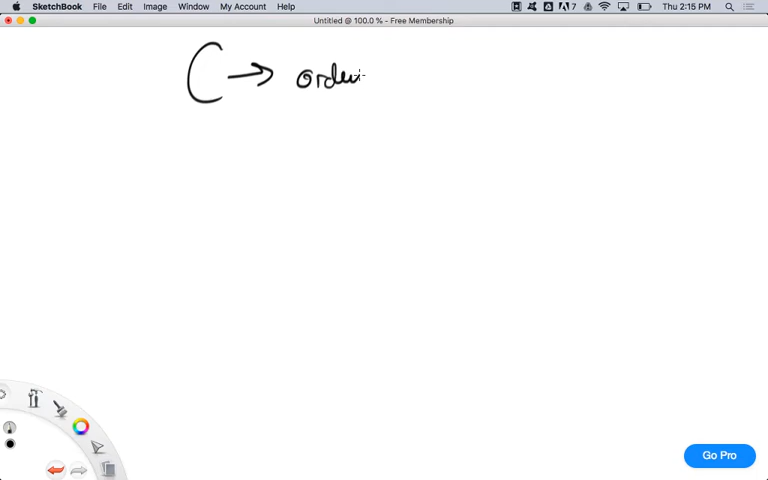 SketchBook File Edit Image Window My Account Help 7 Thu 2:15 PM
Untitled @ 100.0 % - Free Membership
C → order
Go Pro